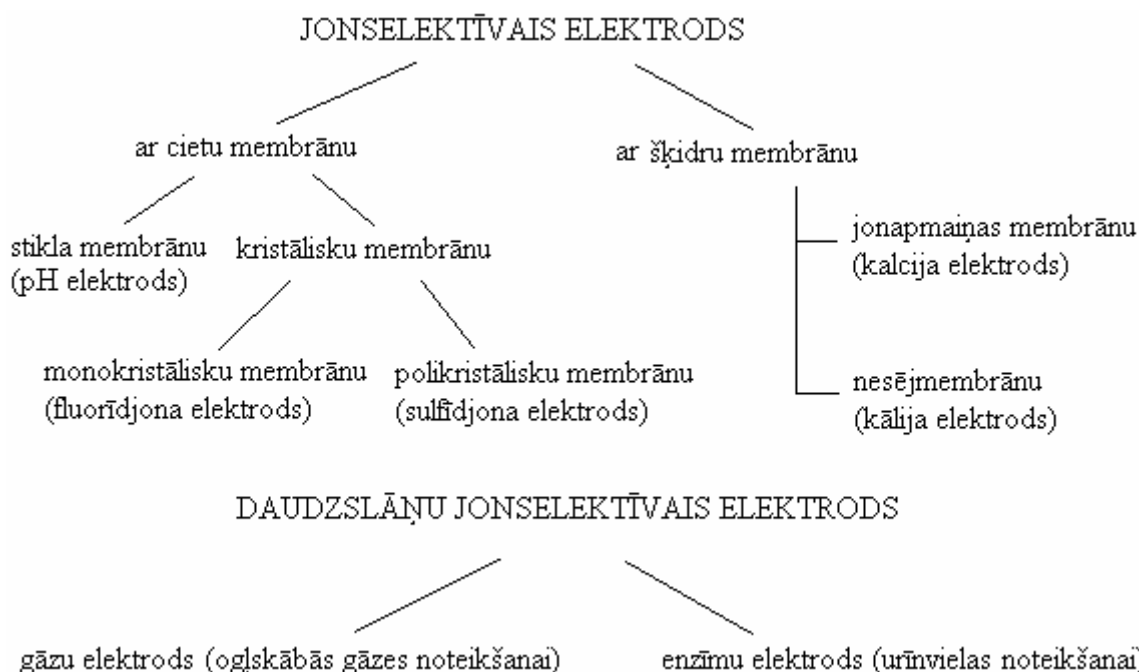 JONSELEKTĪVAIS ELEKTRODS
ar cietu membrānu
ar šķidru membrānu
stikla membrānu
(pH elektrods)
kristālisku membrānu
jonapmaiņas membrānu
(kalcija elektrods)
monokristālisku membrānu
(fluorīdjona elektrods)
polikristālisku membrānu
(sulfīdjona elektrods)
nesējmembrānu
(kālija elektrods)
DAUDZSLĀŅU JONSELEKTĪVAIS ELEKTRODS
gāzu elektrods (ogļskābās gāzes noteikšanai)
enzīmu elektrods (urīnvielas noteikšanai)